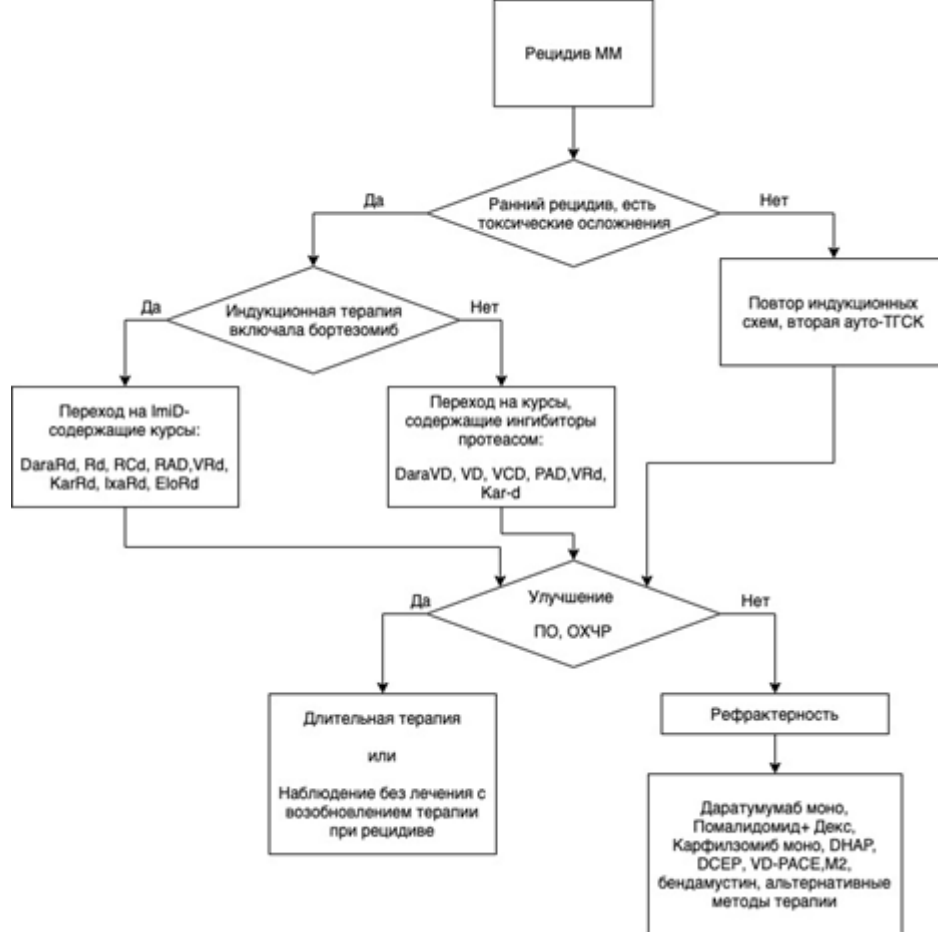 Рецидив ММ
Да
Ранний рецидив, есть
токсические осложнения
Нет
Да
Индукционная терапия
включала бортезомиб
Нет
Повтор индукционных
схем, вторая ауто-ТГСК
Переход на ImiD-
содержащие курсы:
DaraRd, Rd, RCd, RAD,VRd,
KarRd, IxaRd, EloRd
Переход на курсы,
содержащие ингибиторы
протеасом:
DaraVD, VD, VCD, PAD,VRd,
Kar-d
Да
Улучшение
ПО, ОХЧР
Нет
Длительная терапия
или
Наблюдение без лечения с
возобновлением терапии
при рецидиве
Рефрактерность
Даратумумаб моно,
Помалидомид+ Декс,
Карфилзомиб моно, DHAP,
DCEP, VD-PACE,M2,
бендамустин, альтернативные
методы терапии